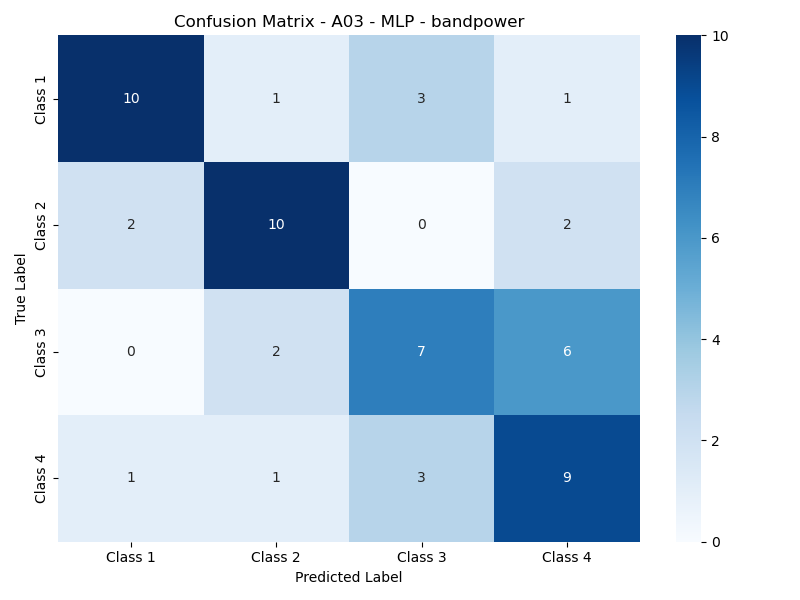 Confusion Matrix - A03 - MLP - bandpower
True Label
Class 1
10 1 3 1
Class 2
2 10 0 2
Class 3
0 2 7 6
Class 4
1 1 3 9
Class 1 Class 2 Class 3 Class 4
Predicted Label
10
8
6
4
2
0